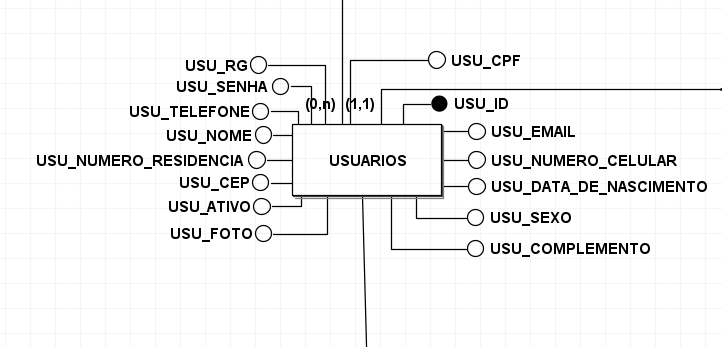 USU_RG
USU_CPF
USU_SENHA
(0,n) (1,1)
USU_ID
USU_TELEFONE
USU_NOME
USU_EMAIL
USU_NUMERO_RESIDENCIA
USUARIOS
USU_NUMERO_CELULAR
USU_CEP
USU_DATA_DE_NASCIMENTO
USU_ATIVO
USU_SEXO
USU_FOTO
USU_COMPLEMENTO